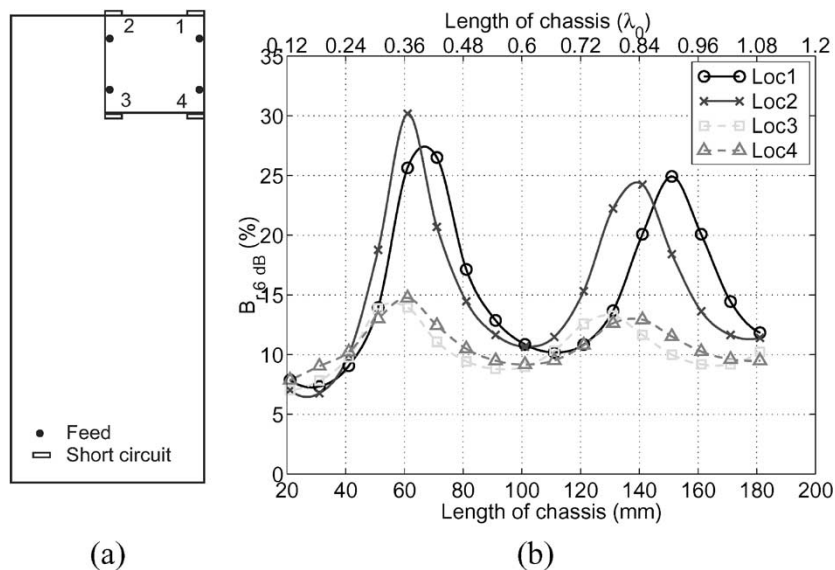 2 1
3 4
Feed
Short circuit
(a)
Length of chassis (λ0)
0.12 0.24 0.36 0.48 0.6 0.72 0.84 0.96 1.08 1.2
35
30
25
20
15
10
5
0
Br,6 dB (%)
Loc1
Loc2
Loc3
Loc4
20 40 60 80 100 120 140 160 180 200
Length of chassis (mm)
(b)